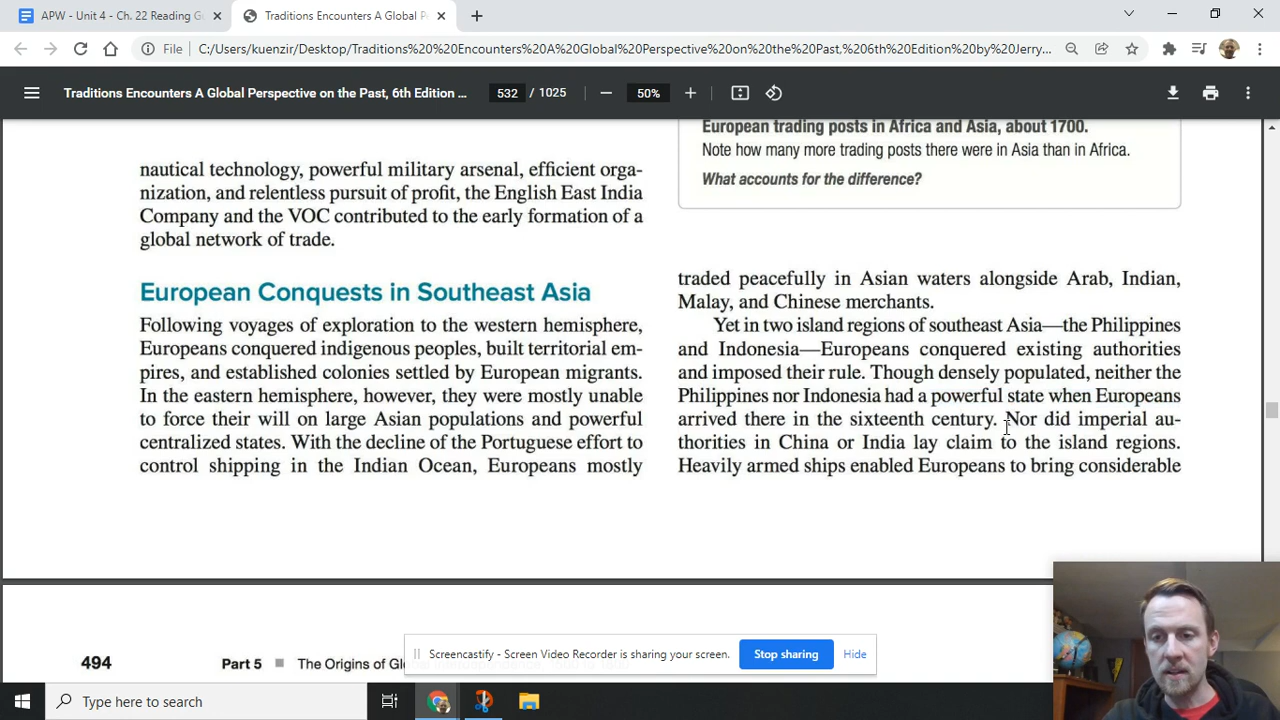 APW - Unit 4 - Ch. 22 Reading G
Traditions Encounters A Global P
File
C:/Users/kuenzir/Desktop/Traditions%20%20Encounters%20A%20Global%20Perspective%20on%20the%20Past,%206th%20Edition%20by%20Jerry...
Traditions Encounters A Global Perspective on the Past, 6th Edition ...
532 / 1025
50%
European trading posts in Africa and Asia, about 1700.
Note how many more trading posts there were in Asia than in Africa.
What accounts for the difference?
nautical technology, powerful military arsenal, efficient orga-
nization, and relentless pursuit of profit, the English East India
Company and the VOC contributed to the early formation of a
global network of trade.
European Conquests in Southeast Asia
Following voyages of exploration to the western hemisphere,
Europeans conquered indigenous peoples, built territorial em-
pires, and established colonies settled by European migrants.
In the eastern hemisphere, however, they were mostly unable
to force their will on large Asian populations and powerful
centralized states. With the decline of the Portuguese effort to
control shipping in the Indian Ocean, Europeans mostly
traded peacefully in Asian waters alongside Arab, Indian,
Malay, and Chinese merchants.
Yet in two island regions of southeast Asia—the Philippines
and Indonesia—Europeans conquered existing authorities
and imposed their rule. Though densely populated, neither the
Philippines nor Indonesia had a powerful state when Europeans
arrived there in the sixteenth century. Nor did imperial au-
thorities in China or India lay claim to the island regions.
Heavily armed ships enabled Europeans to bring considerable
494
Part 5
The Origins of
Screencastify - Screen Video Recorder is sharing your screen.
Stop sharing
Hide
Type here to search